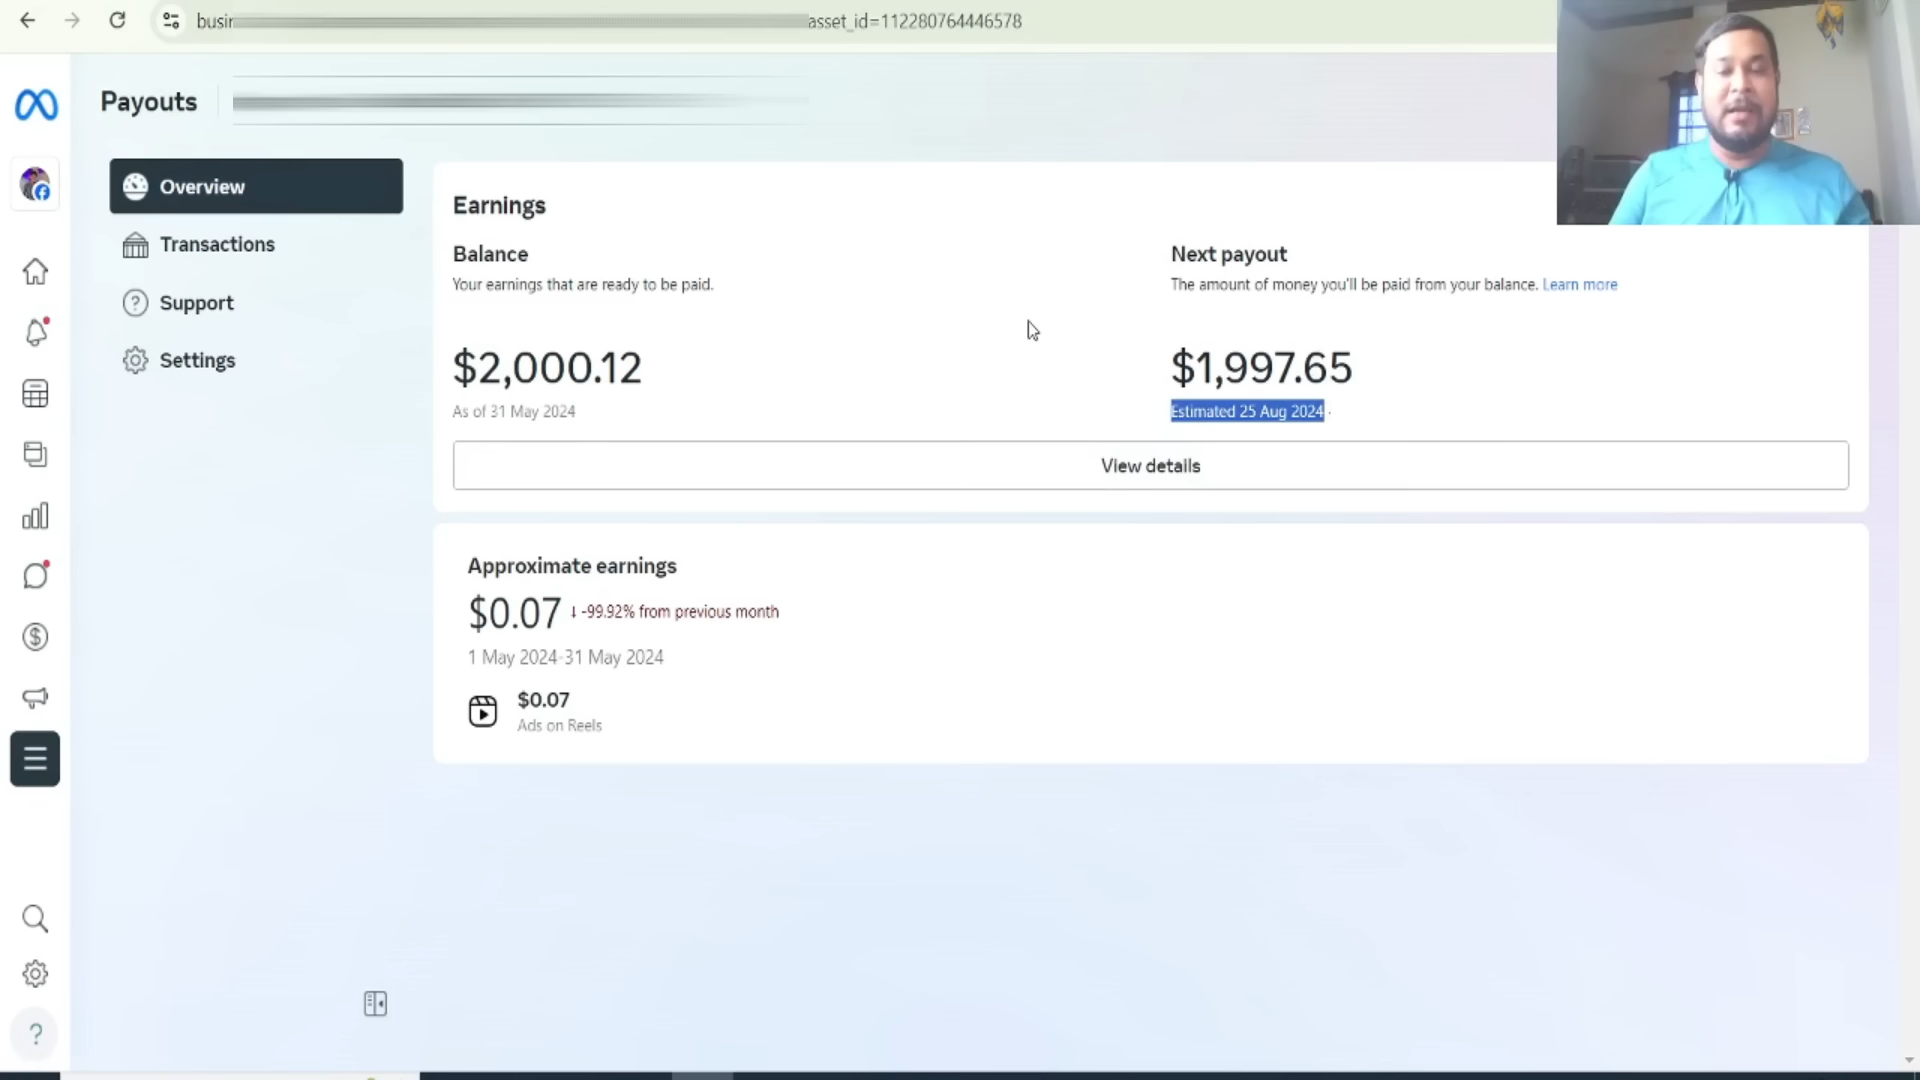 busin
asset_id=112280764446578
Payouts
Overview
Transactions
Support
Settings
Earnings
Balance
Your earnings that are ready to be paid.
$2,000.12
As of 31 May 2024
Next payout
The amount of money you'll be paid from your balance. Learn more
$1,997.65
Estimated 25 Aug 2024 ·
View details
Approximate earnings
$0.07 ↓ -99.92% from previous month
1 May 2024-31 May 2024
$0.07
Ads on Reels